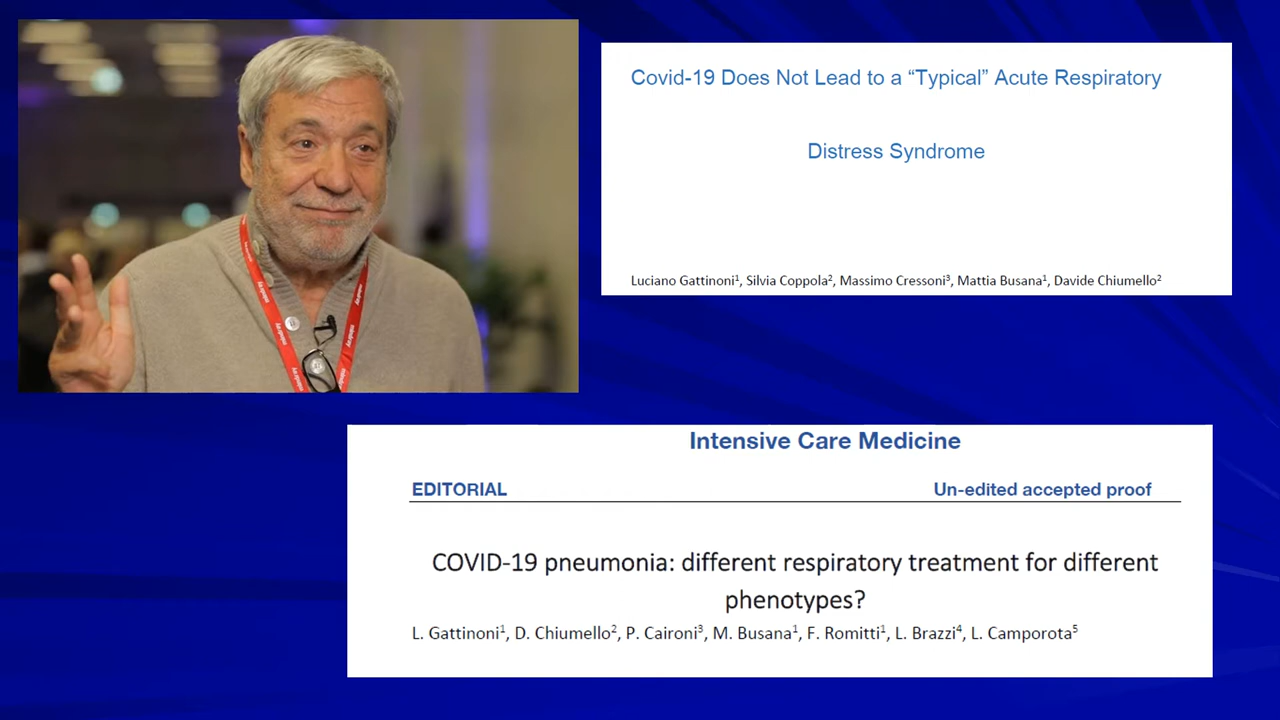 Covid-19 Does Not Lead to a “Typical” Acute Respiratory
Distress Syndrome
Luciano Gattinoni¹, Silvia Coppola², Massimo Cressoni³, Mattia Busana¹, Davide Chiumello²
Intensive Care Medicine
EDITORIAL Un-edited accepted proof
COVID-19 pneumonia: different respiratory treatment for different
phenotypes?
L. Gattinoni¹, D. Chiumello², P. Caironi³, M. Busana¹, F. Romitti¹, L. Brazzi⁴, L. Camporota⁵